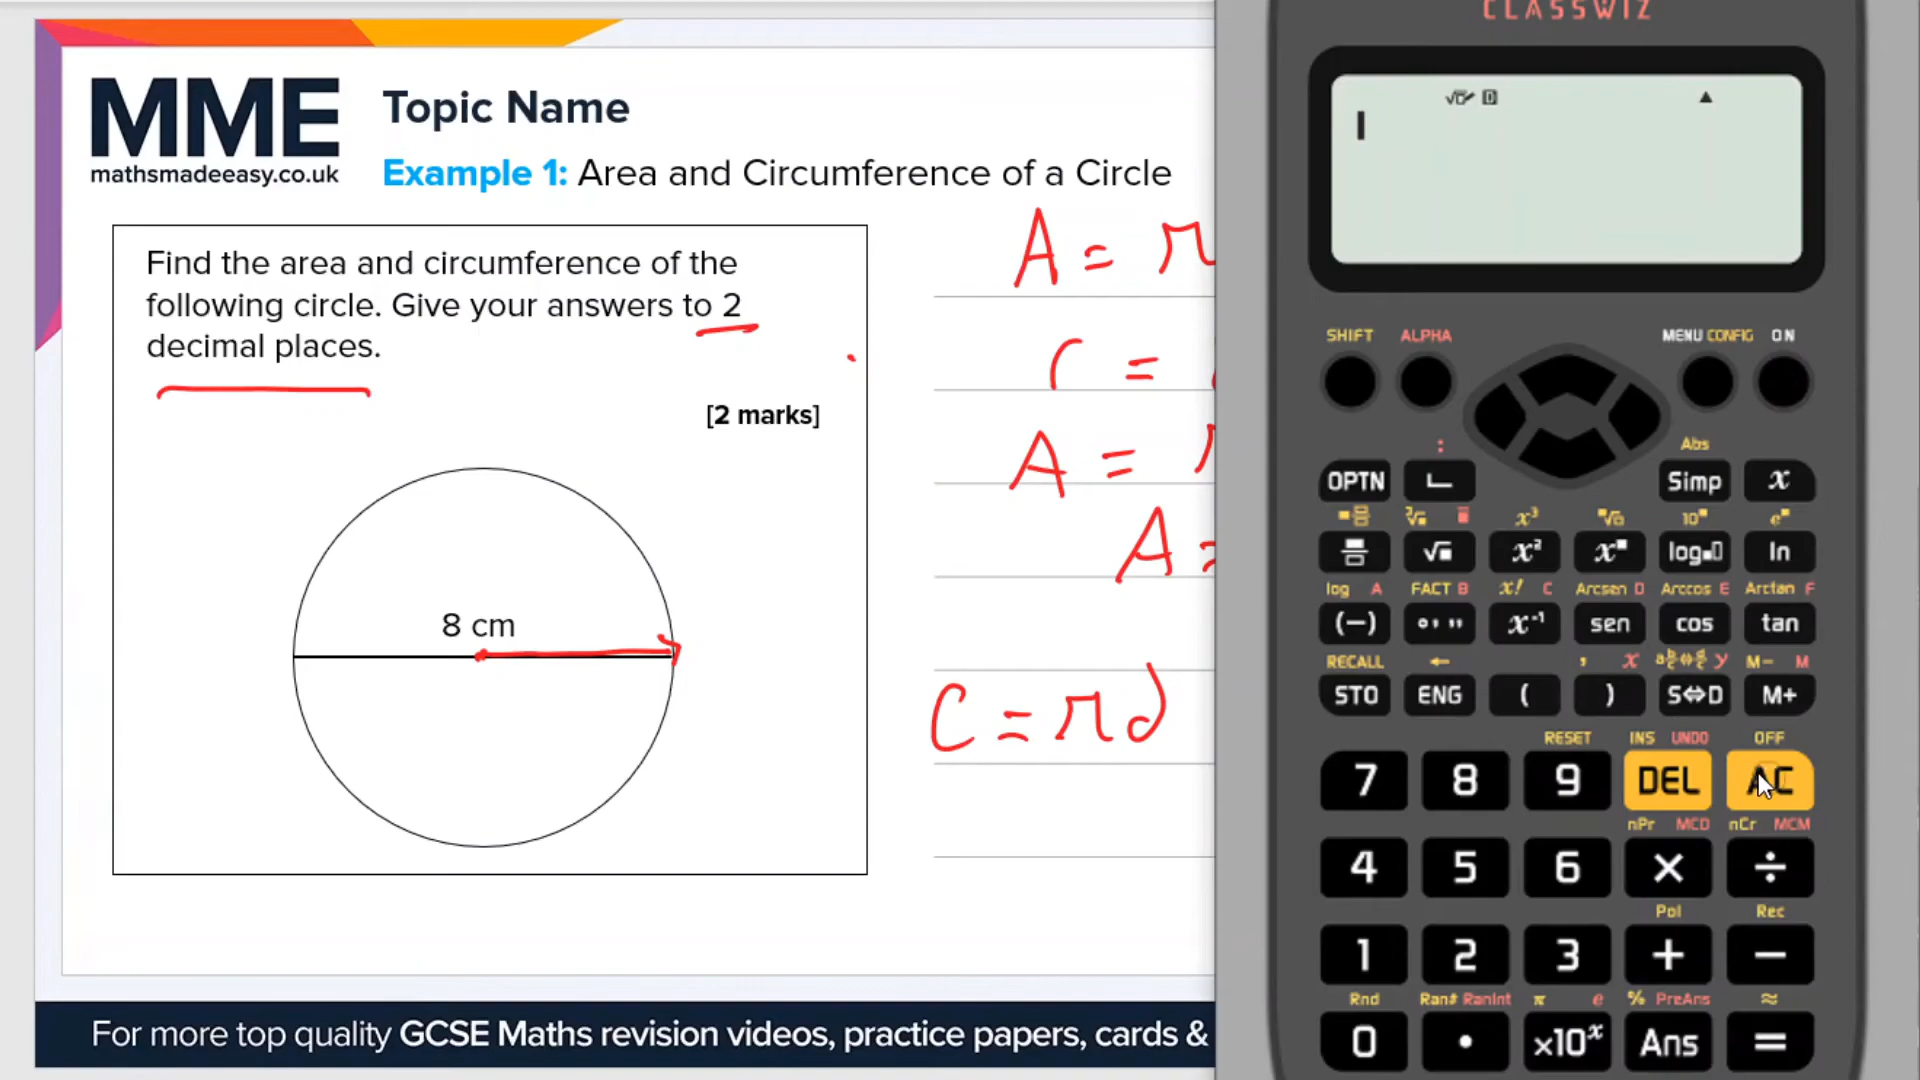 MME
mathsmadeeasy.co.uk
Topic Name
Example 1: Area and Circumference of a Circle
Find the area and circumference of the
following circle. Give your answers to 2
decimal places.
[2 marks]
8 cm
A = π
r =
A = π
A =
C = πd
For more top quality GCSE Maths revision videos, practice papers, cards &
CLASSWIZ
SHIFT ALPHA MENU CONFIG ON
: Abs
OPTN Simp x
x³ 10■ e■
√■ x² x■ log■□ ln
log A FACT B x! C Arcsen D Arccos E Arctan F
(−) ° ' '' x⁻¹ sen cos tan
RECALL ← , x y M− M
STO ENG ( ) S⇔D M+
RESET INS UNDO OFF
7 8 9 DEL AC
nPr MCD nCr MCM
4 5 6 × ÷
Pol Rec
1 2 3 + −
Rnd Ran# RanInt π e % PreAns ≈
0 • ×10ˣ Ans =